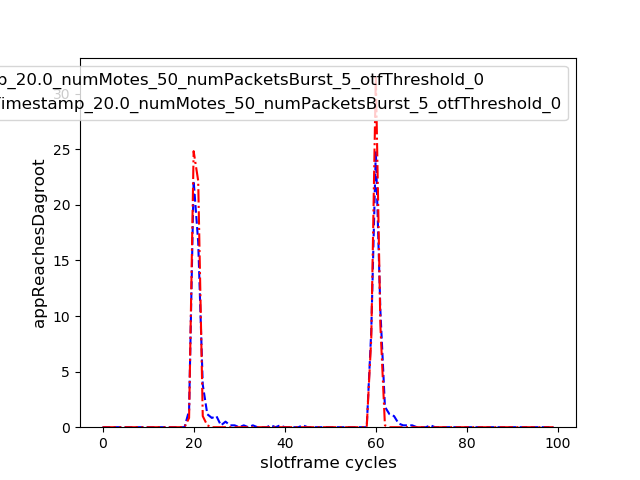 p_20.0_numMotes_50_numPacketsBurst_5_otfThreshold_0
Timestamp_20.0_numMotes_50_numPacketsBurst_5_otfThreshold_0
30
25
20
15
10
5
0
appReachesDagroot
0 20 40 60 80 100
slotframe cycles